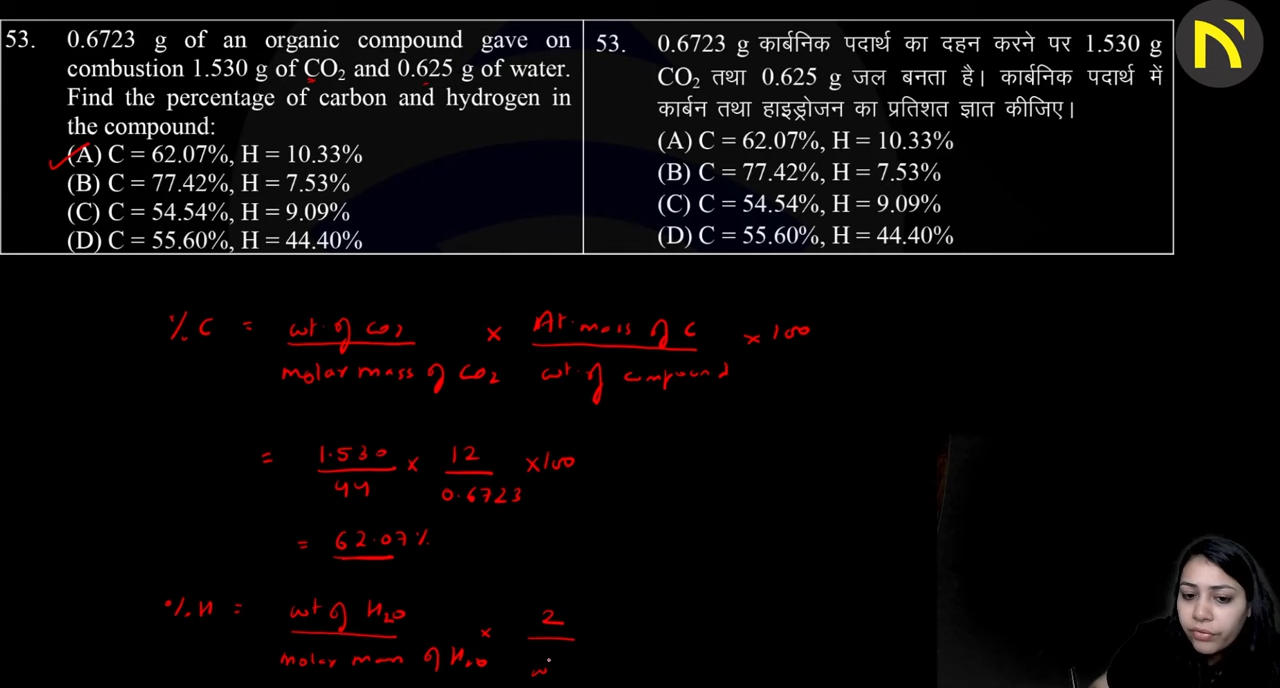 53. 0.6723 g of an organic compound gave on
combustion 1.530 g of CO₂ and 0.625 g of water.
Find the percentage of carbon and hydrogen in
the compound:
(A) C = 62.07%, H = 10.33%
(B) C = 77.42%, H = 7.53%
(C) C = 54.54%, H = 9.09%
(D) C = 55.60%, H = 44.40%
53. 0.6723 g कार्बनिक पदार्थ का दहन करने पर 1.530 g
CO₂ तथा 0.625 g जल बनता है। कार्बनिक पदार्थ में
कार्बन तथा हाइड्रोजन का प्रतिशत ज्ञात कीजिए।
(A) C = 62.07%, H = 10.33%
(B) C = 77.42%, H = 7.53%
(C) C = 54.54%, H = 9.09%
(D) C = 55.60%, H = 44.40%
% C = wt. of CO₂ / molar mass of CO₂ × At. mass of C / wt. of compound × 100
= 1.530 / 44 × 12 / 0.6723 × 100
= 62.07 %
% H = wt of H₂O / molar mass of H₂O × 2 / w